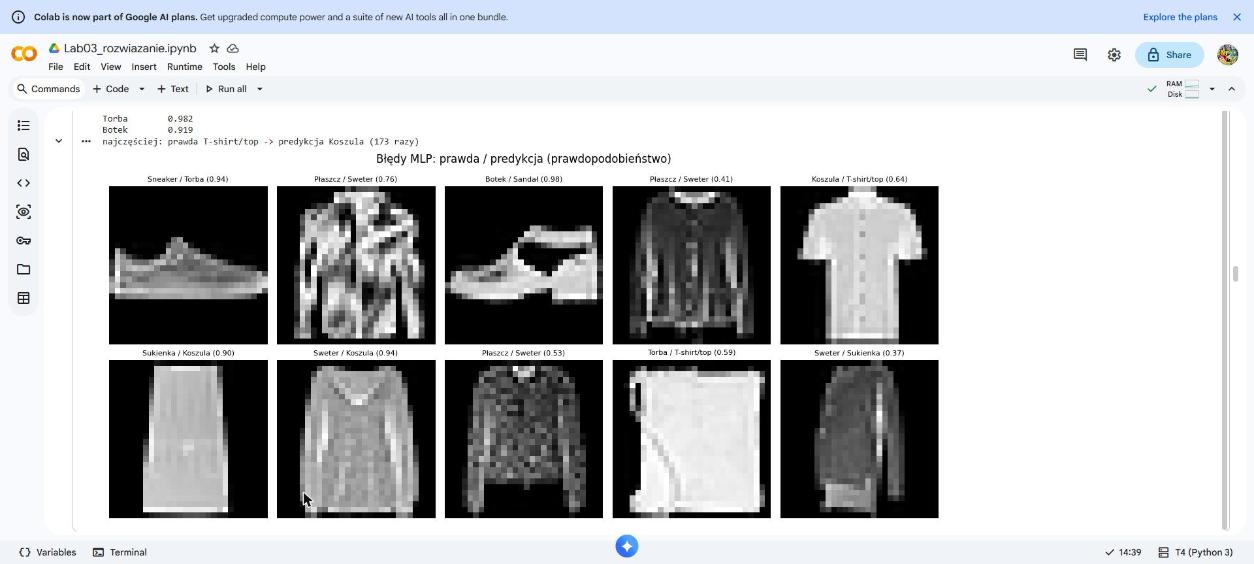 Colab is now part of Google AI plans. Get upgraded compute power and a suite of new AI tools all in one bundle. Explore the plans
Lab03_rozwiazanie.ipynb
Share
File Edit View Insert Runtime Tools Help
Commands + Code + Text Run all RAM
Disk
Torba 0.982
Botek 0.919
najczęściej: prawda T-shirt/top -> predykcja Koszula (173 razy)
Błędy MLP: prawda / predykcja (prawdopodobieństwo)
Sneaker / Torba (0.94) Płaszcz / Sweter (0.76) Botek / Sandał (0.98) Płaszcz / Sweter (0.41) Koszula / T-shirt/top (0.64)
Sukienka / Koszula (0.90) Sweter / Koszula (0.94) Płaszcz / Sweter (0.53) Torba / T-shirt/top (0.59) Sweter / Sukienka (0.37)
Variables Terminal 14:39 T4 (Python 3)